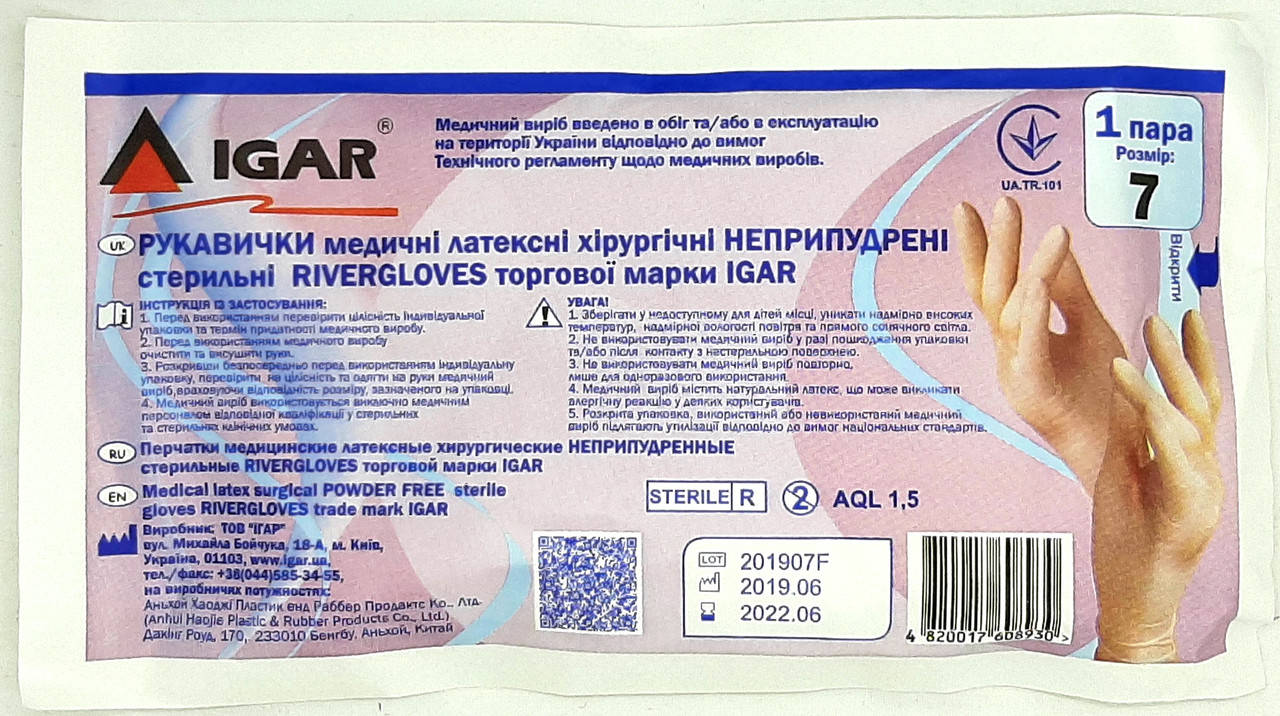 IGAR®
Медичний виріб введено в обіг та/або в експлуатацію
на території України відповідно до вимог
Технічного регламенту щодо медичних виробів.
UA.TR.101
1 пара
Розмір:
7
Відкрити
UK РУКАВИЧКИ медичні латексні хірургічні НЕПРИПУДРЕНІ
стерильні RIVERGLOVES торгової марки IGAR
ІНСТРУКЦІЯ ІЗ ЗАСТОСУВАННЯ:
1. Перед використанням перевірити цілісність індивідуальної
упаковки та термін придатності медичного виробу.
2. Перед використанням медичного виробу
очистити та висушити руки.
3. Розкривши безпосередньо перед використанням індивідуальну
упаковку, перевірити на цілісність та одягти на руки медичний
виріб, враховуючи відповідність розміру, зазначеного на упаковці.
4. Медичний виріб використовується виключно медичним
персоналом відповідної кваліфікації у стерильних
та стерильних клінічних умовах.
УВАГА!
1. Зберігати у недоступному для дітей місці, уникати надмірно високих
температур, надмірної вологості повітря та прямого сонячного світла.
2. Не використовувати медичний виріб у разі пошкодження упаковки
та/або після контакту з нестерильною поверхнею.
3. Не використовувати медичний виріб повторно,
лише для одноразового використання.
4. Медичний виріб містить натуральний латекс, що може викликати
алергічну реакцію у деяких користувачів.
5. Розкрита упаковка, використаний або невикористаний медичний
виріб підлягають утилізації відповідно до вимог національних стандартів.
RU Перчатки медицинские латексные хирургические НЕПРИПУДРЕННЫЕ
стерильные RIVERGLOVES торговой марки IGAR
EN Medical latex surgical POWDER FREE sterile
gloves RIVERGLOVES trade mark IGAR
STERILE R 2 AQL 1,5
Виробник: ТОВ "ІГАР"
вул. Михайла Бойчука, 18-А, м. Київ,
Україна, 01103, www.igar.ua,
тел./факс: +38(044)585-34-55,
на виробничих потужностях:
Аньхой Хаоджі Пластик енд Раббер Продактс Ко., Лтд.
(Anhui Haojie Plastic & Rubber Products Co., Ltd.)
Дакінг Роуд, 170, 233010 Бенгбу, Аньхой, Китай
LOT 201907F
2019.06
2022.06
4 820017 608930 >